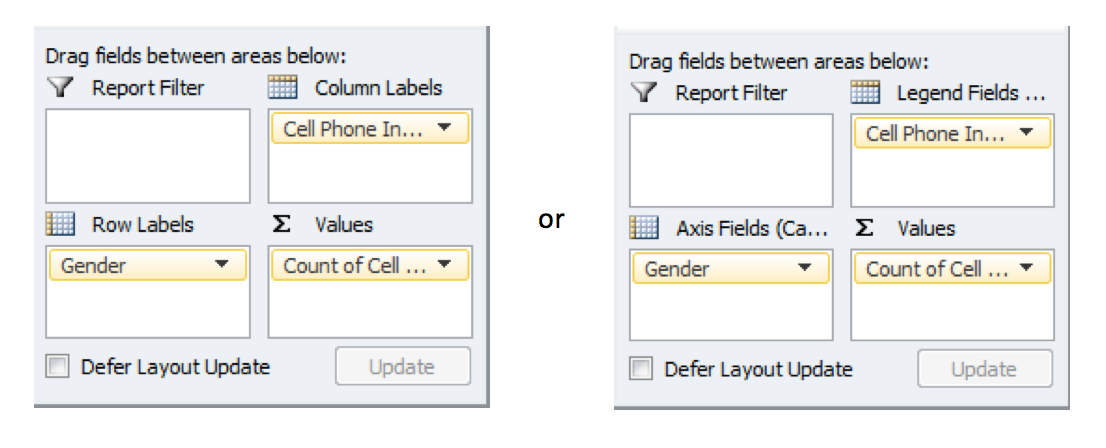 Drag fields between areas below:
Report Filter
Column Labels
Cell Phone In...
Row Labels
Σ Values
Gender
Count of Cell ...
Defer Layout Update
Update
or
Drag fields between areas below:
Report Filter
Legend Fields ...
Cell Phone In...
Axis Fields (Ca...
Σ Values
Gender
Count of Cell ...
Defer Layout Update
Update